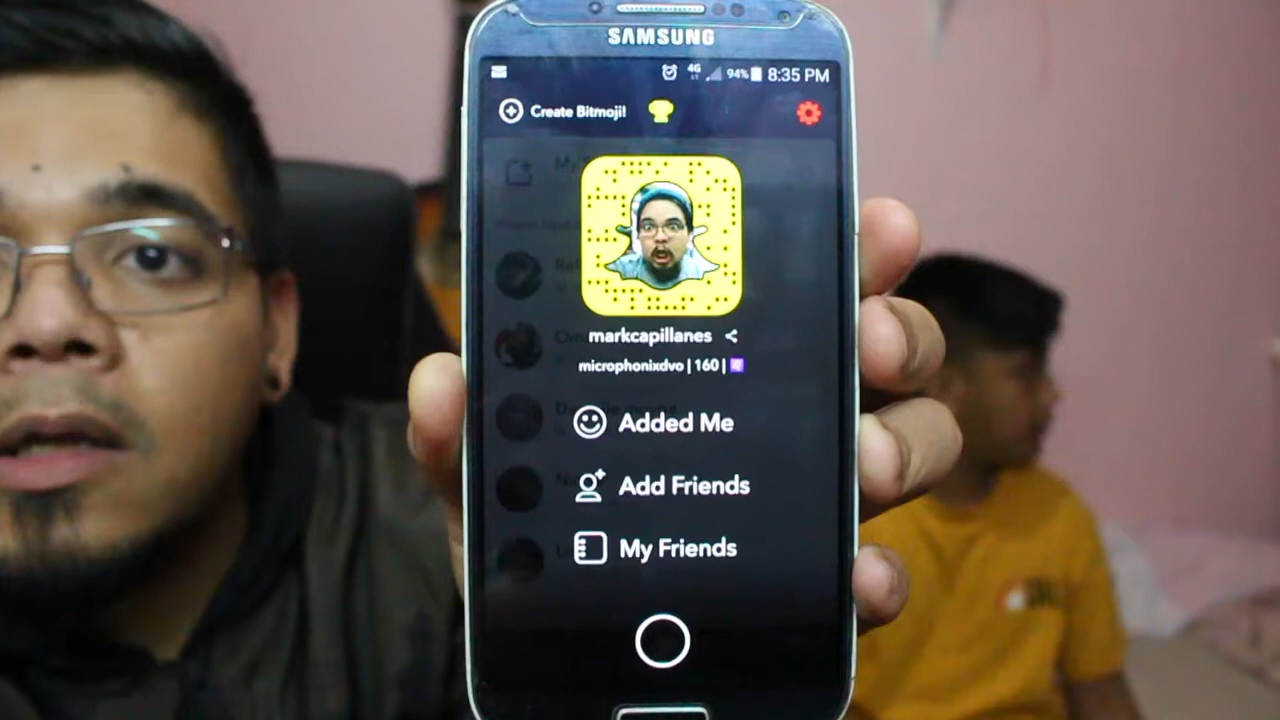 SAMSUNG
4G 94% 8:35 PM
Create Bitmoji!
markcapillanes
microphonixdvo | 160 |
Added Me
Add Friends
My Friends